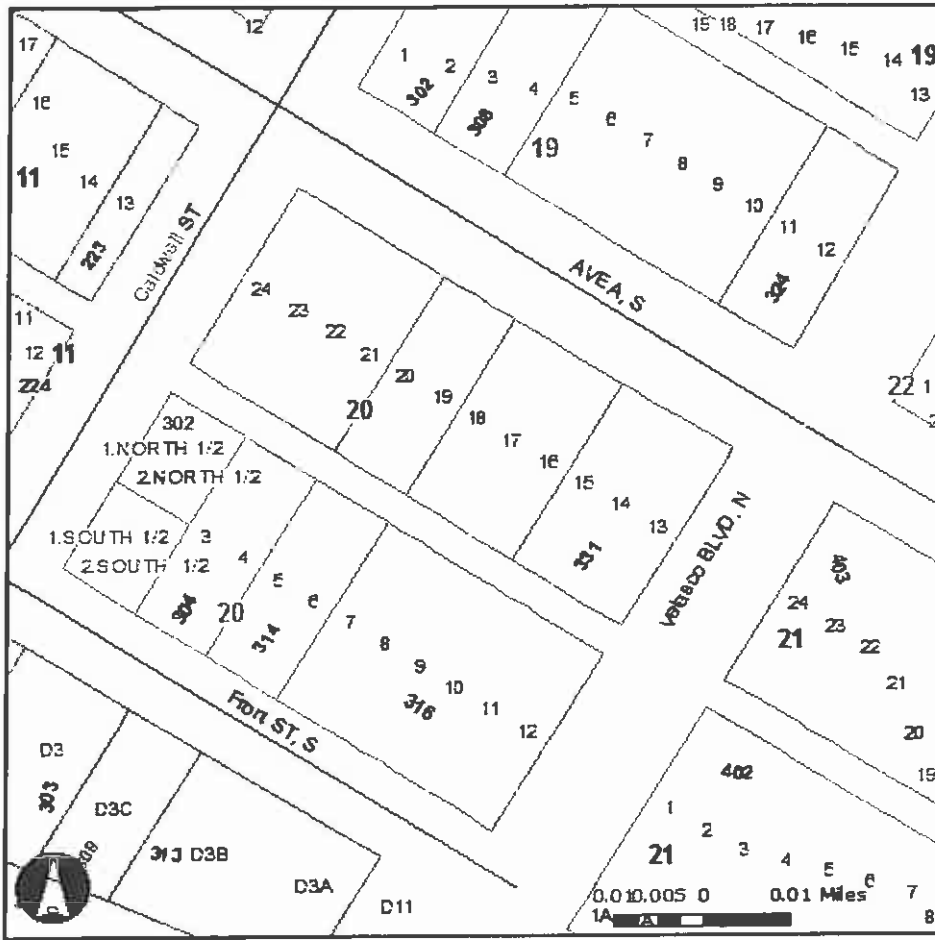 17
12
15 18 17 16 15 14 19
13
16
15
11
14
13
223
1 2 3 4 5 6 7 8 9 10 11 12
302
308
19
324
Caldwell ST
AVE A, S
11
12 11
224
24 23 22 21 20 19 18 17 16 15 14 13
20
331
22 1
2
302
1.NORTH 1/2
2.NORTH 1/2
1.SOUTH 1/2
2.SOUTH 1/2
3 4 5 6 7 8 9 10 11 12
304
20
314
316
Velasco BLVD, N
Front ST, S
403
24 23 22 21 20 19
21
402
1 2 3 4 5 6 7 8
21
D3
303
D3C
313 D3B
D3A
D11
0.010.005 0 0.01 Miles
1A
A